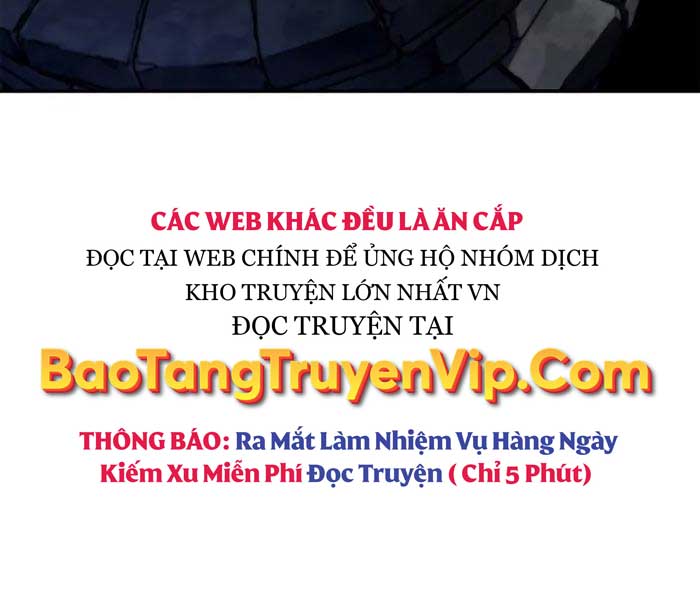 CÁC WEB KHÁC ĐỀU LÀ ĂN CẮP
ĐỌC TẠI WEB CHÍNH ĐỂ ỦNG HỘ NHÓM DỊCH
KHO TRUYỆN LỚN NHẤT VN
ĐỌC TRUYỆN TẠI
BaoTangTruyenVip.Com
THÔNG BÁO: Ra Mắt Làm Nhiệm Vụ Hàng Ngày
Kiếm Xu Miễn Phí Đọc Truyện ( Chỉ 5 Phút)